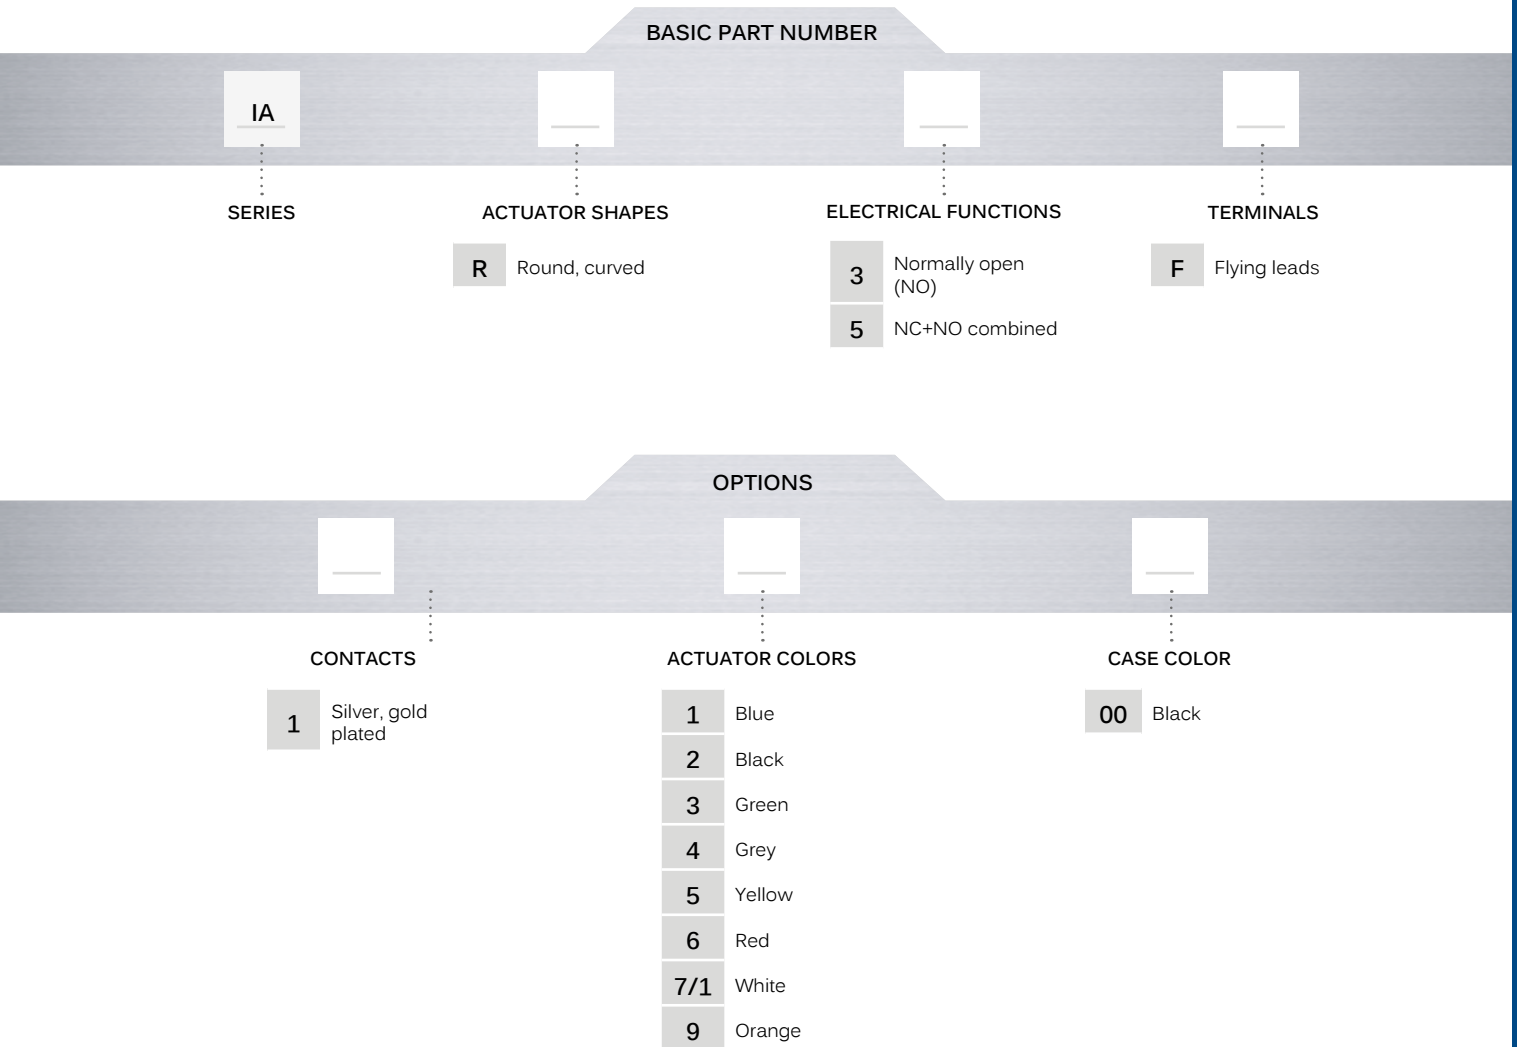 BASIC PART NUMBER
IA
SERIES
ACTUATOR SHAPES
R Round, curved
ELECTRICAL FUNCTIONS
3 Normally open
(NO)
5 NC+NO combined
TERMINALS
F Flying leads
OPTIONS
CONTACTS
1 Silver, gold
plated
ACTUATOR COLORS
1 Blue
2 Black
3 Green
4 Grey
5 Yellow
6 Red
7/1 White
9 Orange
CASE COLOR
00 Black